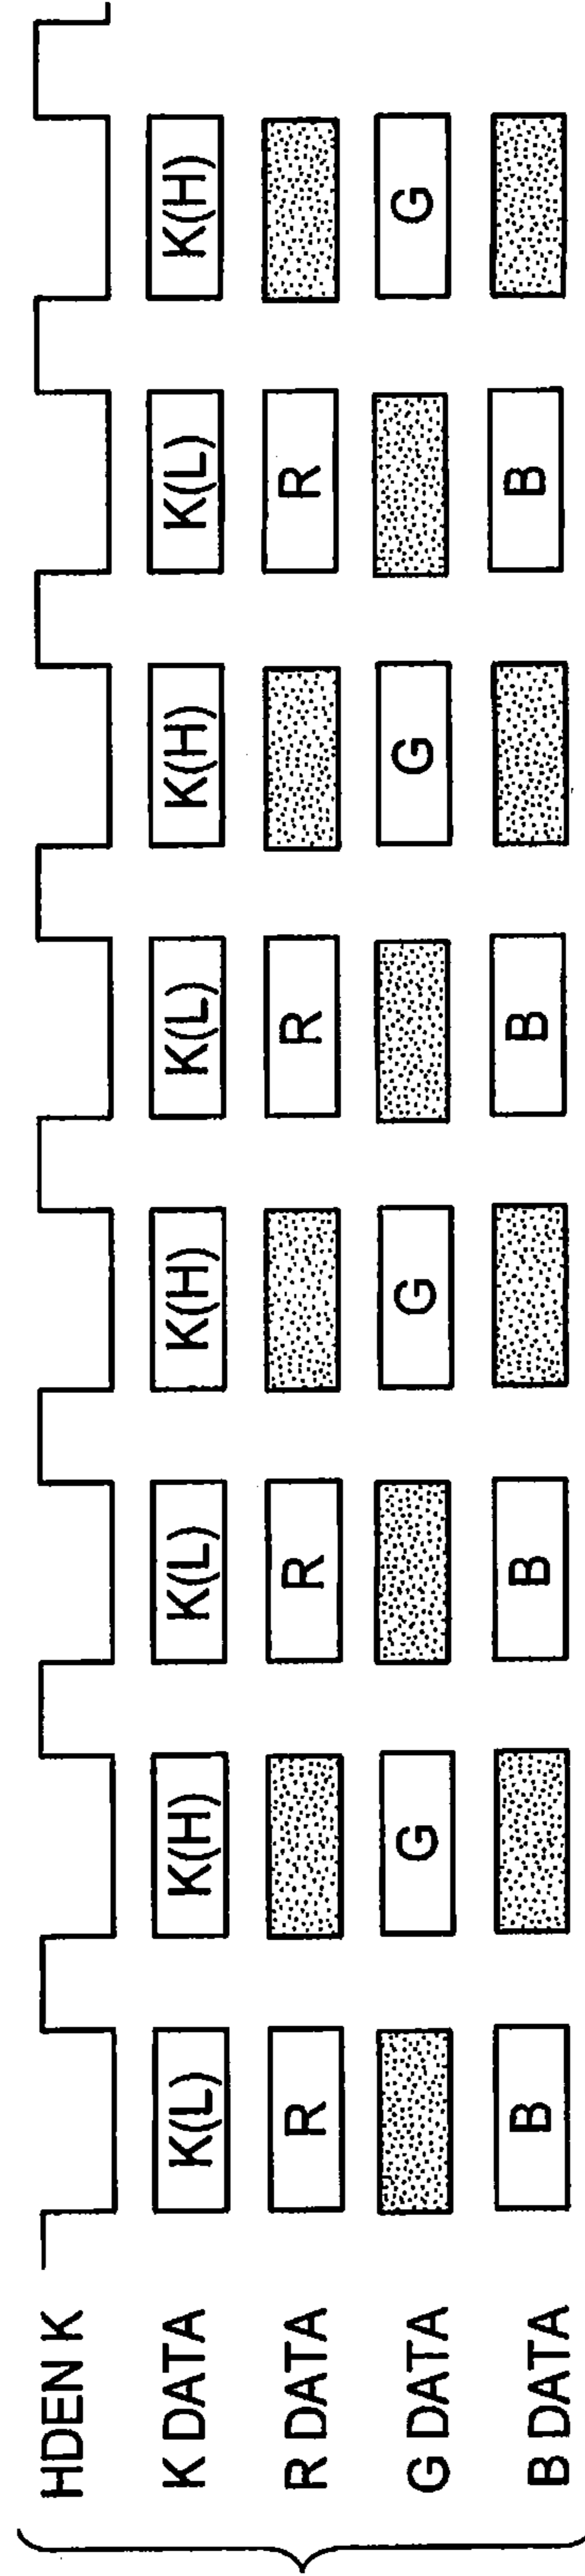 HDEN K
K DATA K(L) K(H) K(L) K(H) K(L) K(H) K(L) K(H)
R DATA R R R R
G DATA G G G G
B DATA B B B B